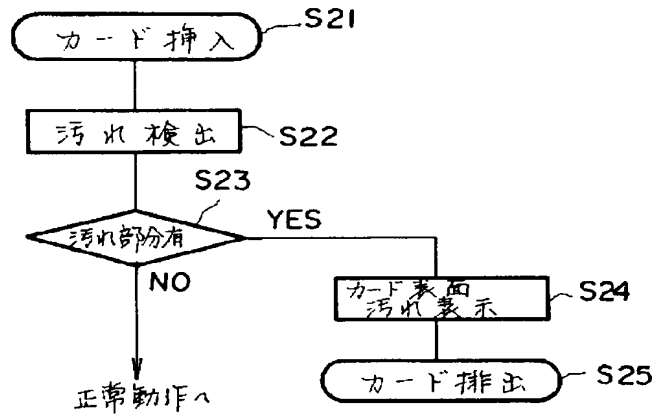 カード挿入
S21
汚れ検出
S22
S23
汚れ部分有
YES
NO
カード表面
汚れ表示
S24
カード排出
S25
正常動作へ